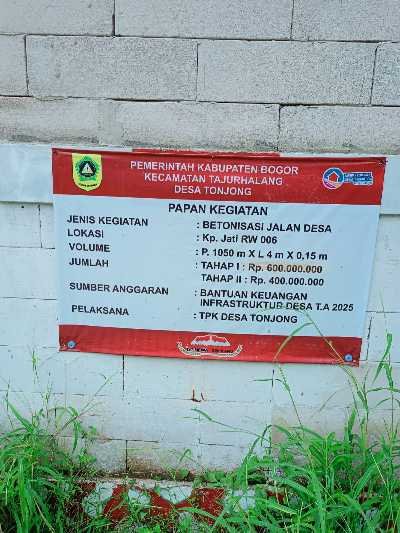 PEMERINTAH KABUPATEN BOGOR
KECAMATAN TAJURHALANG
DESA TONJONG
PAPAN KEGIATAN
JENIS KEGIATAN : BETONISASI JALAN DESA
LOKASI : Kp. Jati RW 006
VOLUME : P. 1050 m X L 4 m X 0,15 m
JUMLAH : TAHAP I : Rp. 600.000.000
TAHAP II : Rp. 400.000.000
SUMBER ANGGARAN : BANTUAN KEUANGAN
INFRASTRUKTUR DESA T.A 2025
PELAKSANA : TPK DESA TONJONG